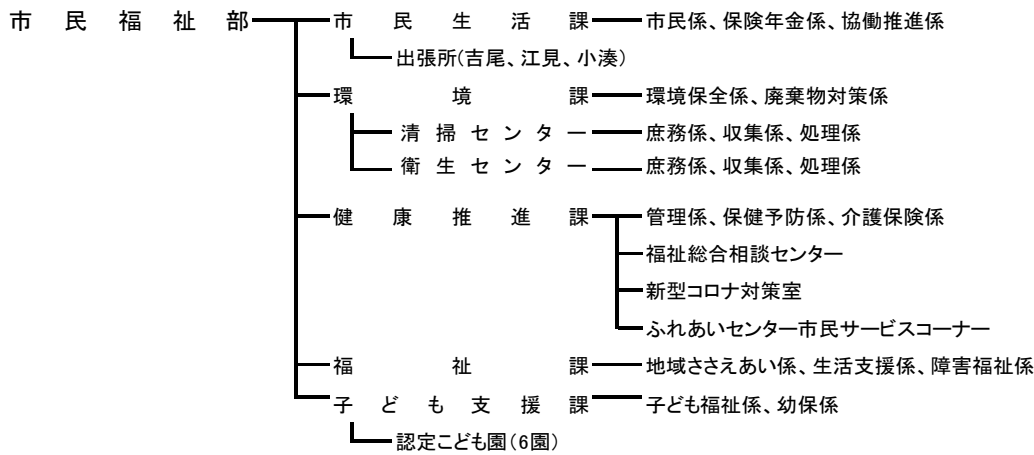 市民福祉部 市民生活課 市民係、保険年金係、協働推進係
出張所(吉尾、江見、小湊)
環境課 環境保全係、廃棄物対策係
清掃センター 庶務係、収集係、処理係
衛生センター 庶務係、収集係、処理係
健康推進課 管理係、保健予防係、介護保険係
福祉総合相談センター
新型コロナ対策室
ふれあいセンター市民サービスコーナー
福祉課 地域ささえあい係、生活支援係、障害福祉係
子ども支援課 子ども福祉係、幼保係
認定こども園(6園)